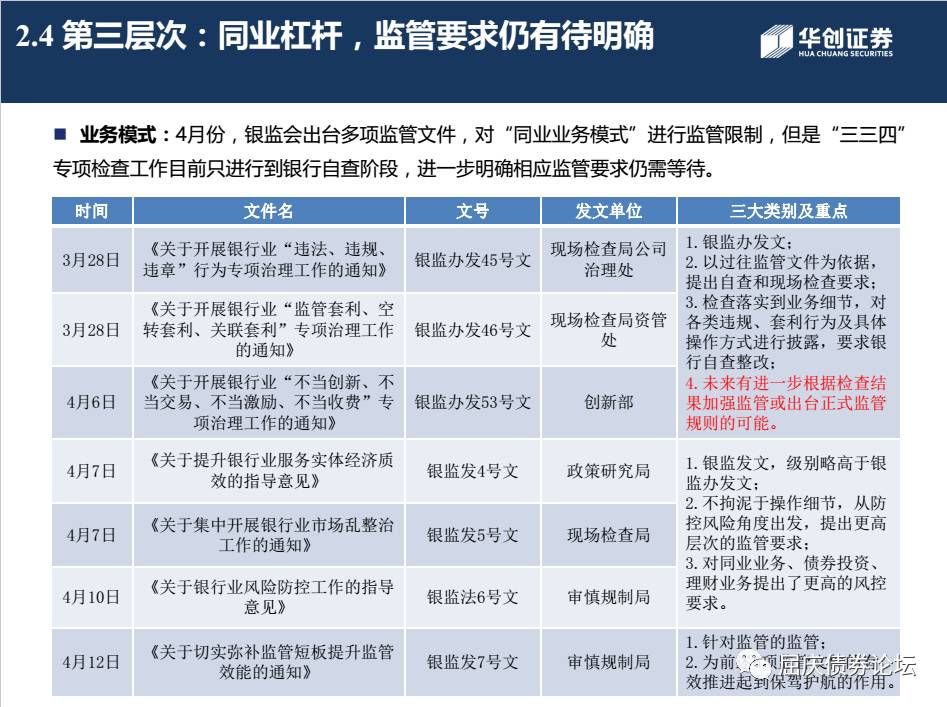 2.4 第三层次：同业杠杆，监管要求仍有待明确
华创证券
HUA CHUANG SECURITIES
业务模式：4月份，银监会出台多项监管文件，对“同业业务模式”进行监管限制，但是“三三四”
专项检查工作目前只进行到银行自查阶段，进一步明确相应监管要求仍需等待。
时间 文件名 文号 发文单位 三大类别及重点
3月28日
《关于开展银行业“违法、违规、
违章”行为专项治理工作的通知》
银监办发45号文
现场检查局公司
治理处
3月28日
《关于开展银行业“监管套利、空
转套利、关联套利”专项治理工作
的通知》
银监办发46号文
现场检查局资管
处
4月6日
《关于开展银行业“不当创新、不
当交易、不当激励、不当收费”专
项治理工作的通知》
银监办发53号文
创新部
1.银监办发文；
2.以过往监管文件为依据，
提出自查和现场检查要求；
3.检查落实到业务细节，对
各类违规、套利行为及具体
操作方式进行披露，要求银
行自查整改；
4.未来有进一步根据检查结
果加强监管或出台正式监管
规则的可能。
4月7日
《关于提升银行业服务实体经济质
效的指导意见》
银监发4号文
政策研究局
4月7日
《关于集中开展银行业市场乱整治
工作的通知》
银监发5号文
现场检查局
4月10日
《关于银行业风险防控工作的指导
意见》
银监法6号文
审慎规制局
1.银监发文，级别略高于银
监办发文；
2.不拘泥于操作细节，从防
控风险角度出发，提出更高
层次的监管要求；
3.对同业业务、债券投资、
理财业务提出了更高的风控
要求。
4月12日
《关于切实弥补监管短板提升监管
效能的通知》
银监发7号文
审慎规制局
1.针对监管的监管；
2.为前
效推进起到保驾护航的作用。
屈庆债券论坛